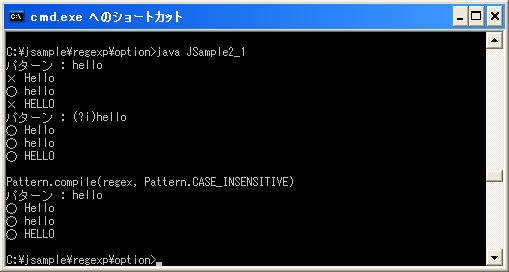 cmd.exe へのショートカット
C:¥jsample¥regexp¥option>java JSample2_1
パターン : hello
× Hello
○ hello
× HELLO
パターン : (?i)hello
○ Hello
○ hello
○ HELLO
Pattern.compile(regex, Pattern.CASE_INSENSITIVE)
パターン : hello
○ Hello
○ hello
○ HELLO
C:¥jsample¥regexp¥option>